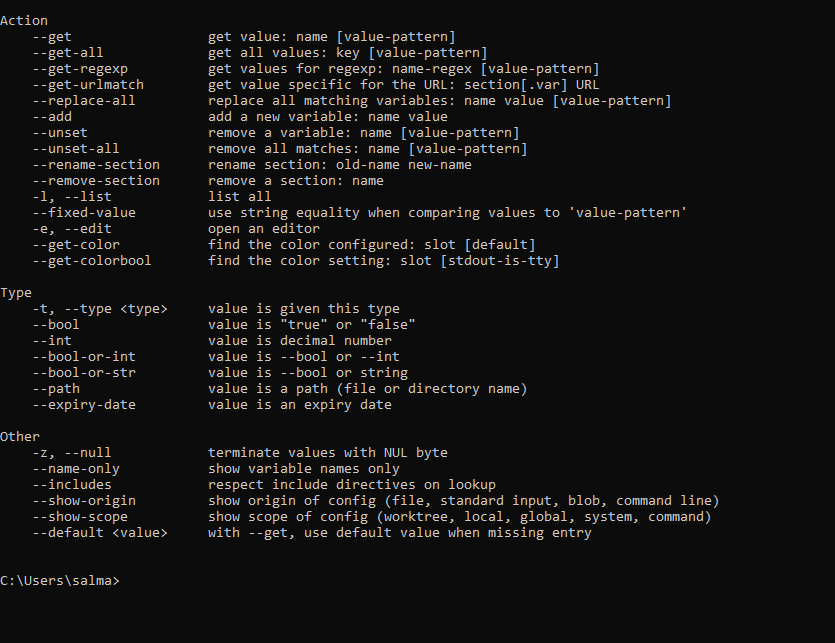 Action
    --get                 get value: name [value-pattern]
    --get-all             get all values: key [value-pattern]
    --get-regexp          get values for regexp: name-regex [value-pattern]
    --get-urlmatch        get value specific for the URL: section[.var] URL
    --replace-all         replace all matching variables: name value [value-pattern]
    --add                 add a new variable: name value
    --unset               remove a variable: name [value-pattern]
    --unset-all           remove all matches: name [value-pattern]
    --rename-section      rename section: old-name new-name
    --remove-section      remove a section: name
    -l, --list            list all
    --fixed-value         use string equality when comparing values to 'value-pattern'
    -e, --edit            open an editor
    --get-color           find the color configured: slot [default]
    --get-colorbool       find the color setting: slot [stdout-is-tty]

Type
    -t, --type <type>     value is given this type
    --bool                value is "true" or "false"
    --int                 value is decimal number
    --bool-or-int         value is --bool or --int
    --bool-or-str         value is --bool or string
    --path                value is a path (file or directory name)
    --expiry-date         value is an expiry date

Other
    -z, --null            terminate values with NUL byte
    --name-only           show variable names only
    --includes            respect include directives on lookup
    --show-origin         show origin of config (file, standard input, blob, command line)
    --show-scope          show scope of config (worktree, local, global, system, command)
    --default <value>     with --get, use default value when missing entry

C:\Users\salma>